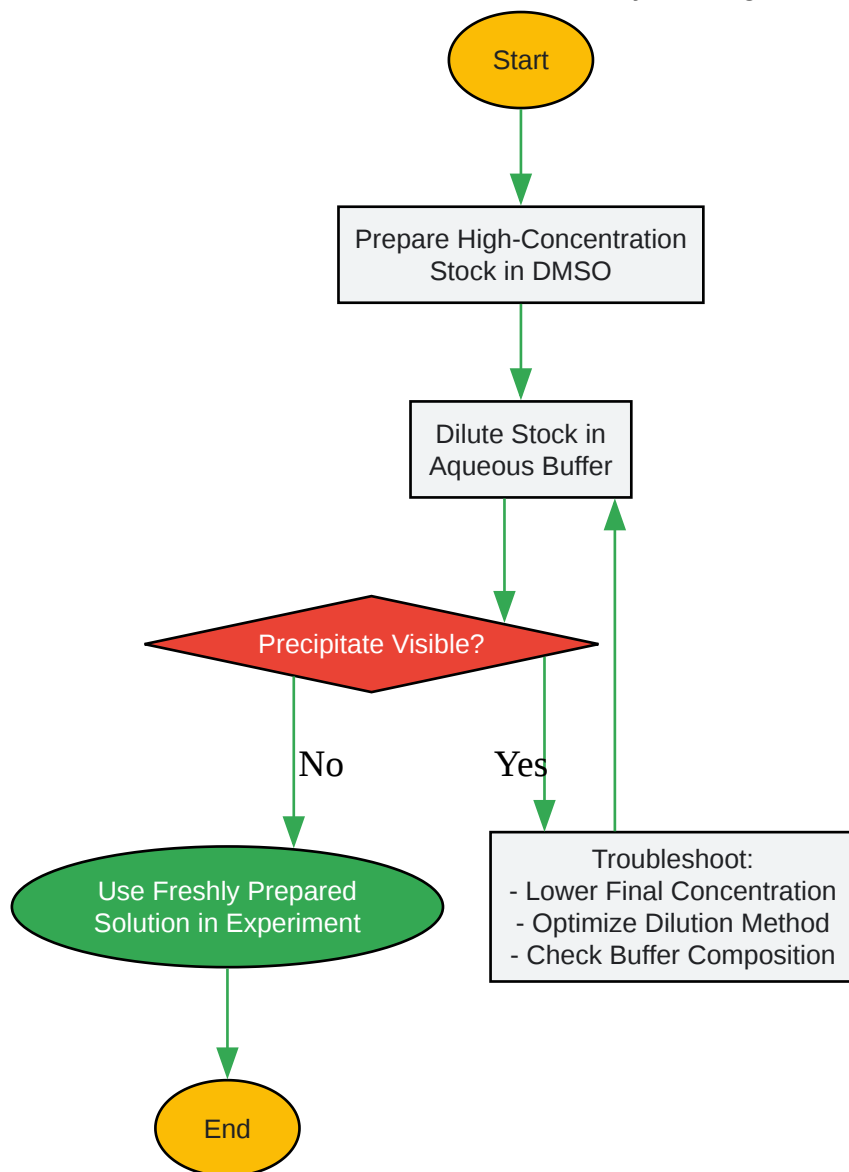 Start
Prepare High-Concentration
Stock in DMSO
Dilute Stock in
Aqueous Buffer
Precipitate Visible?
No
Yes
Use Freshly Prepared
Solution in Experiment
Troubleshoot:
- Lower Final Concentration
- Optimize Dilution Method
- Check Buffer Composition
End